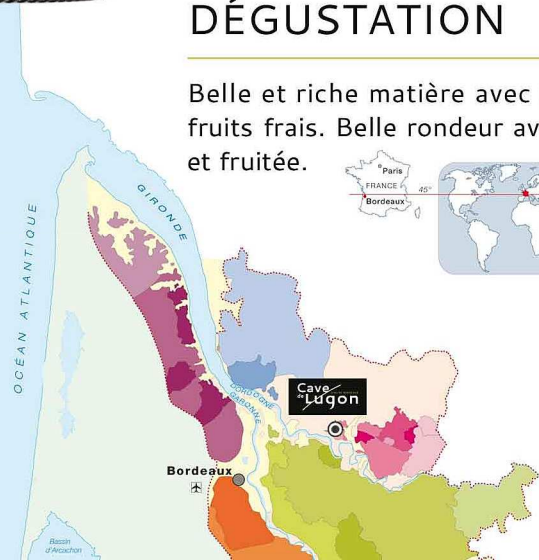 DÉGUSTATION
Belle et riche matière avec
fruits frais. Belle rondeur av
et fruitée.
Paris
FRANCE
45°
Bordeaux
GIRONDE
OCÉAN ATLANTIQUE
DORDOGNE
GARONNE
Cave
de Lugon
Bordeaux
Bassin
d'Arcachon